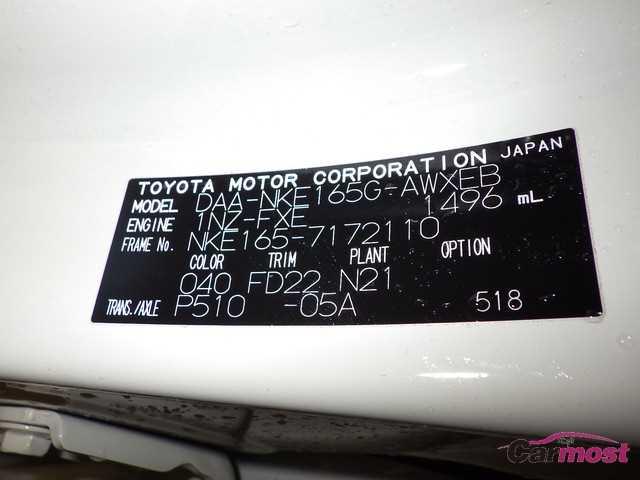 TOYOTA MOTOR CORPORATION JAPAN
MODEL DAA-NKE165G-AWXEB
ENGINE 1NZ-FXE 1496 mL
FRAME No. NKE165-7172110
COLOR TRIM PLANT OPTION
040 FD22 N21
TRANS./AXLE P510 -05A 518
Carmost